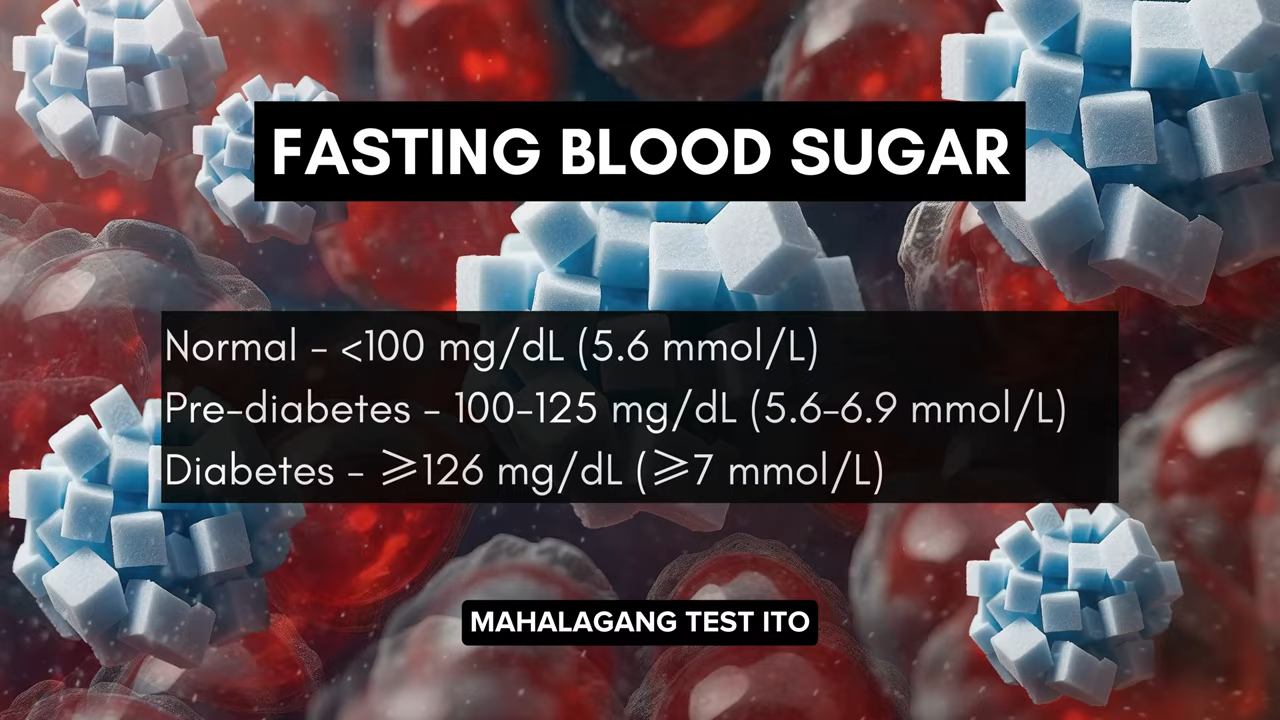 FASTING BLOOD SUGAR
Normal - <100 mg/dL (5.6 mmol/L)
Pre-diabetes - 100-125 mg/dL (5.6-6.9 mmol/L)
Diabetes - ⩾126 mg/dL (⩾7 mmol/L)
MAHALAGANG TEST ITO